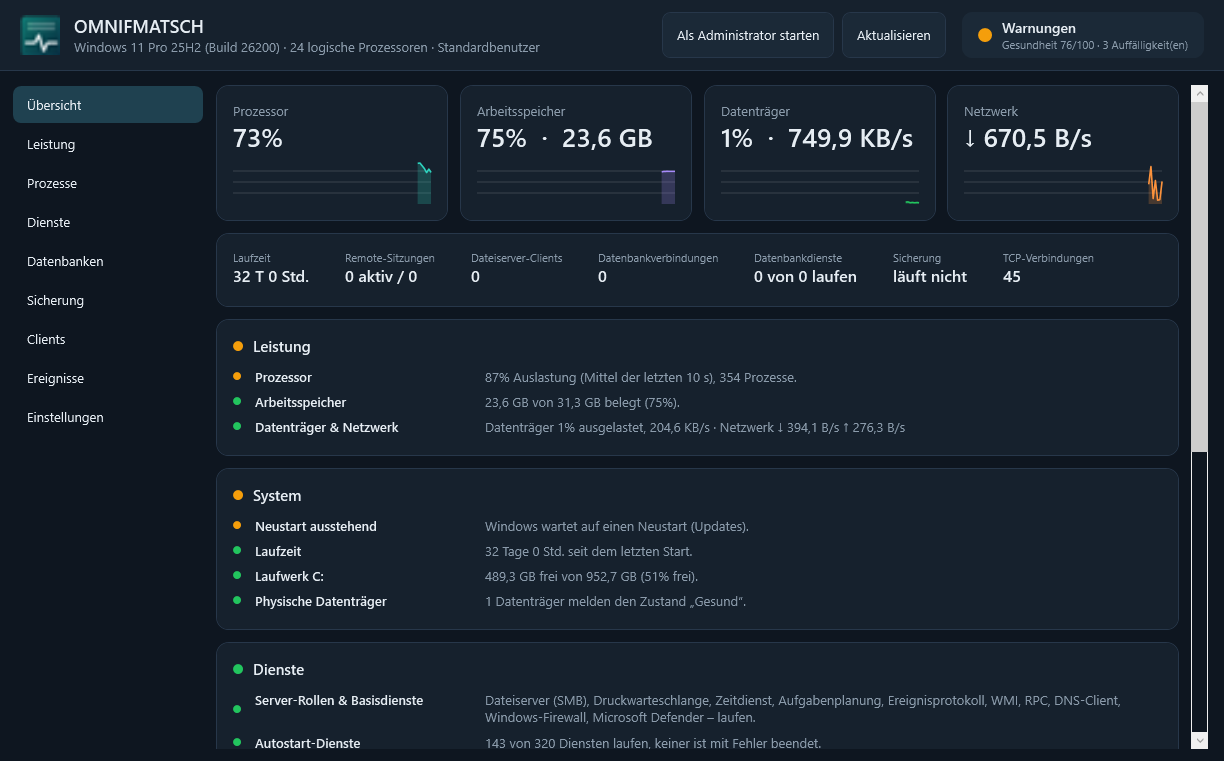 OMNIFMATSCH
Windows 11 Pro 25H2 (Build 26200) · 24 logische Prozessoren · Standardbenutzer
Als Administrator starten
Aktualisieren
Warnungen
Gesundheit 76/100 · 3 Auffälligkeit(en)
Übersicht
Leistung
Prozesse
Dienste
Datenbanken
Sicherung
Clients
Ereignisse
Einstellungen
Prozessor
73%
Arbeitsspeicher
75% · 23,6 GB
Datenträger
1% · 749,9 KB/s
Netzwerk
↓ 670,5 B/s
Laufzeit
32 T 0 Std.
Remote-Sitzungen
0 aktiv / 0
Dateiserver-Clients
0
Datenbankverbindungen
0
Datenbankdienste
0 von 0 laufen
Sicherung
läuft nicht
TCP-Verbindungen
45
Leistung
Prozessor 87% Auslastung (Mittel der letzten 10 s), 354 Prozesse.
Arbeitsspeicher 23,6 GB von 31,3 GB belegt (75%).
Datenträger & Netzwerk Datenträger 1% ausgelastet, 204,6 KB/s · Netzwerk ↓ 394,1 B/s ↑ 276,3 B/s
System
Neustart ausstehend Windows wartet auf einen Neustart (Updates).
Laufzeit 32 Tage 0 Std. seit dem letzten Start.
Laufwerk C: 489,3 GB frei von 952,7 GB (51% frei).
Physische Datenträger 1 Datenträger melden den Zustand „Gesund“.
Dienste
Server-Rollen & Basisdienste Dateiserver (SMB), Druckwarteschlange, Zeitdienst, Aufgabenplanung, Ereignisprotokoll, WMI, RPC, DNS-Client,
Windows-Firewall, Microsoft Defender – laufen.
Autostart-Dienste 143 von 320 Diensten laufen, keiner ist mit Fehler beendet.